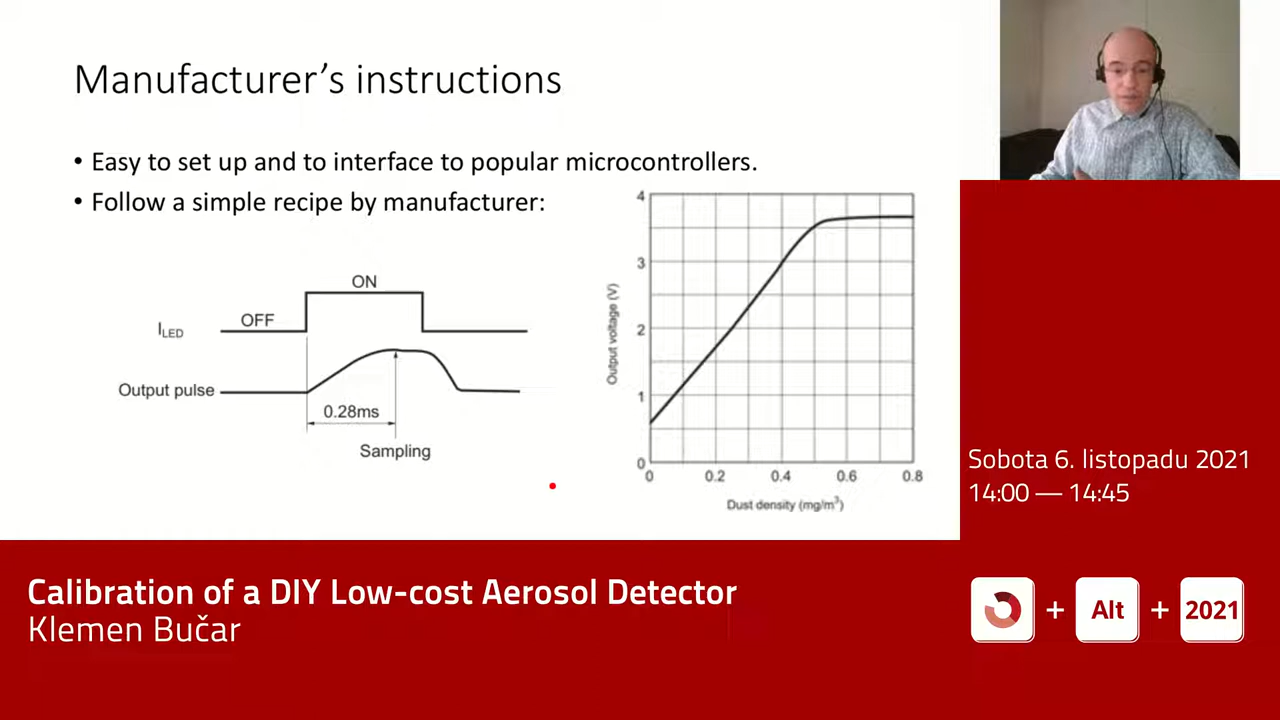 Manufacturer’s instructions
• Easy to set up and to interface to popular microcontrollers.
• Follow a simple recipe by manufacturer:
ON
OFF
ILED
Output pulse
0.28ms
Sampling
4
3
2
1
0
Output voltage (V)
0 0.2 0.4 0.6 0.8
Dust density (mg/m3)
Sobota 6. listopadu 2021
14:00 — 14:45
Calibration of a DIY Low-cost Aerosol Detector
Klemen Bučar
+ Alt + 2021